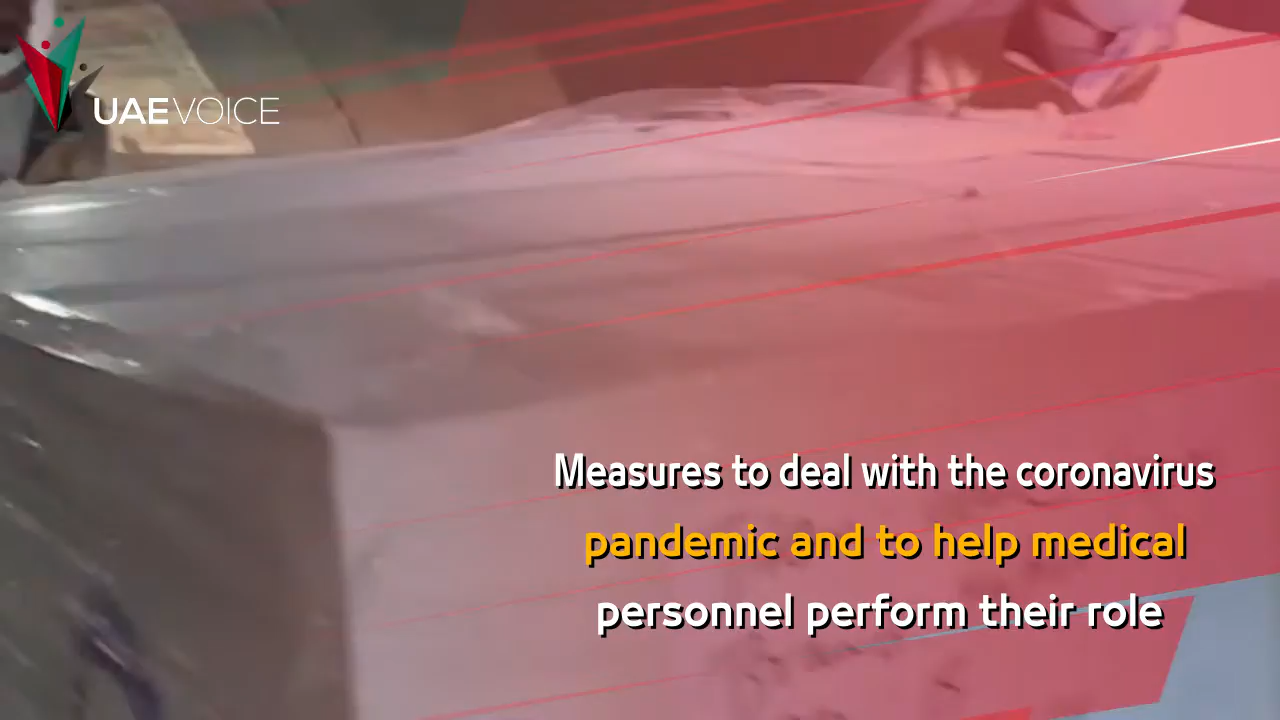 UAEVOICE
Measures to deal with the coronavirus
pandemic and to help medical
personnel perform their role